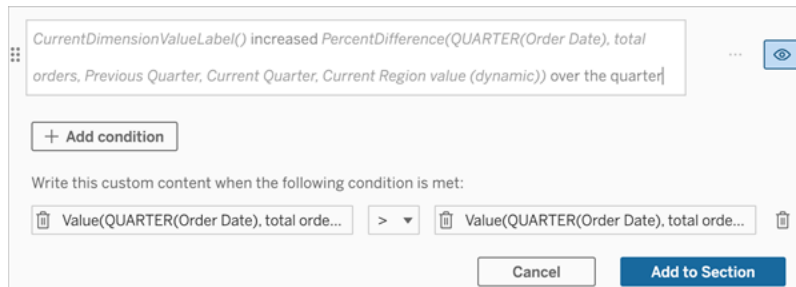 CurrentDimensionValueLabel() increased PercentDifference(QUARTER(Order Date), total
orders, Previous Quarter, Current Quarter, Current Region value (dynamic)) over the quarter
+ Add condition
Write this custom content when the following condition is met:
Value(QUARTER(Order Date), total orde... > Value(QUARTER(Order Date), total orde...
Cancel Add to Section